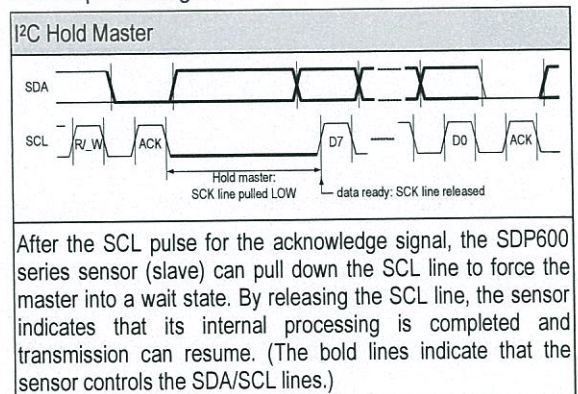 I²C Hold Master
SDA
SCL R/_W ACK D7 D0 ACK
Hold master:
SCK line pulled LOW
data ready: SCK line released
After the SCL pulse for the acknowledge signal, the SDP600
series sensor (slave) can pull down the SCL line to force the
master into a wait state. By releasing the SCL line, the sensor
indicates that its internal processing is completed and
transmission can resume. (The bold lines indicate that the
sensor controls the SDA/SCL lines.)